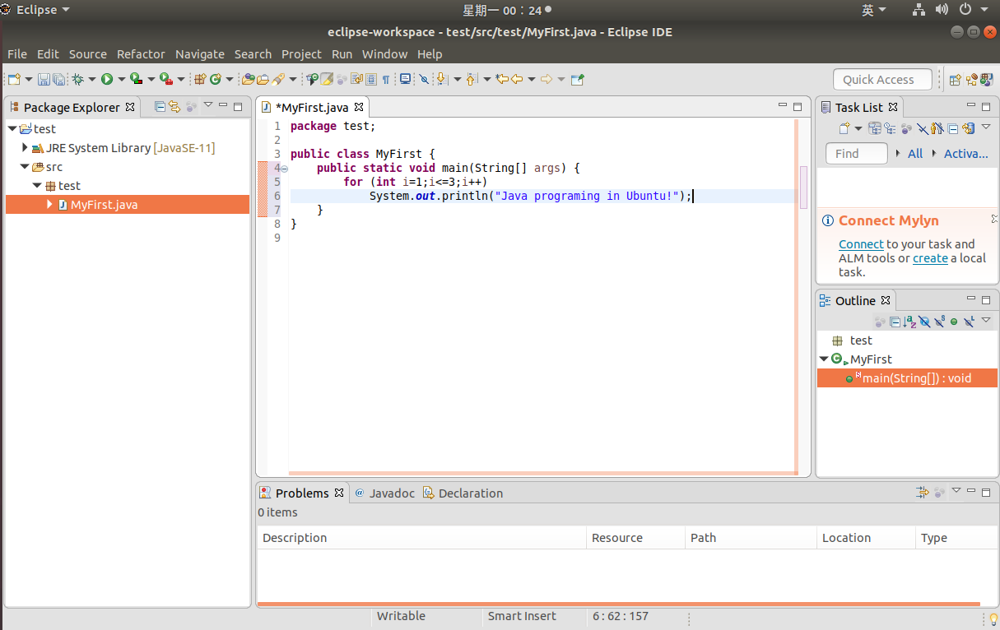 Eclipse 星期一 00：24 英
eclipse-workspace - test/src/test/MyFirst.java - Eclipse IDE
File Edit Source Refactor Navigate Search Project Run Window Help
Quick Access
Package Explorer
test
JRE System Library [JavaSE-11]
src
test
MyFirst.java
*MyFirst.java
1 package test;
2
3 public class MyFirst {
4 public static void main(String[] args) {
5 for (int i=1;i<=3;i++)
6 System.out.println("Java programing in Ubuntu!");
7 }
8 }
9
Task List
Find All Activa...
Connect Mylyn
Connect to your task and
ALM tools or create a local
task.
Outline
test
MyFirst
main(String[]) : void
Problems @ Javadoc Declaration
0 items
Description Resource Path Location Type
Writable Smart Insert 6 : 62 : 157